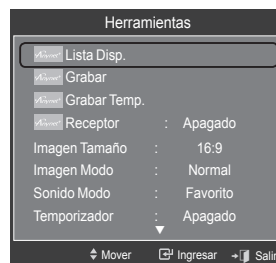 Herramientas
Lista Disp.
Grabar
Grabar Temp.
Receptor : Apagado
Imagen Tamaño : 16:9
Imagen Modo : Normal
Sonido Modo : Favorito
Temporizador : Apagado
Mover Ingresar Salir